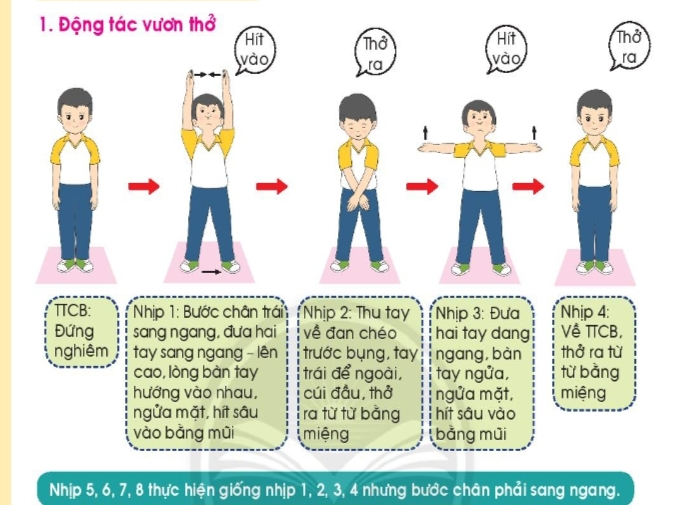 1. Động tác vươn thở
Hít
vào
Thở
ra
Hít
vào
Thở
ra
TTCB:
Đứng
nghiêm
Nhịp 1: Bước chân trái
sang ngang, đưa hai
tay sang ngang – lên
cao, lòng bàn tay
hướng vào nhau,
ngửa mặt, hít sâu
vào bằng mũi
Nhịp 2: Thu tay
về đan chéo
trước bụng, tay
trái để ngoài,
cúi đầu, thở
ra từ từ bằng
miệng
Nhịp 3: Đưa
hai tay dang
ngang, bàn
tay ngửa,
ngửa mặt,
hít sâu vào
bằng mũi
Nhịp 4:
Về TTCB,
thở ra từ
từ bằng
miệng
Nhịp 5, 6, 7, 8 thực hiện giống nhịp 1, 2, 3, 4 nhưng bước chân phải sang ngang.